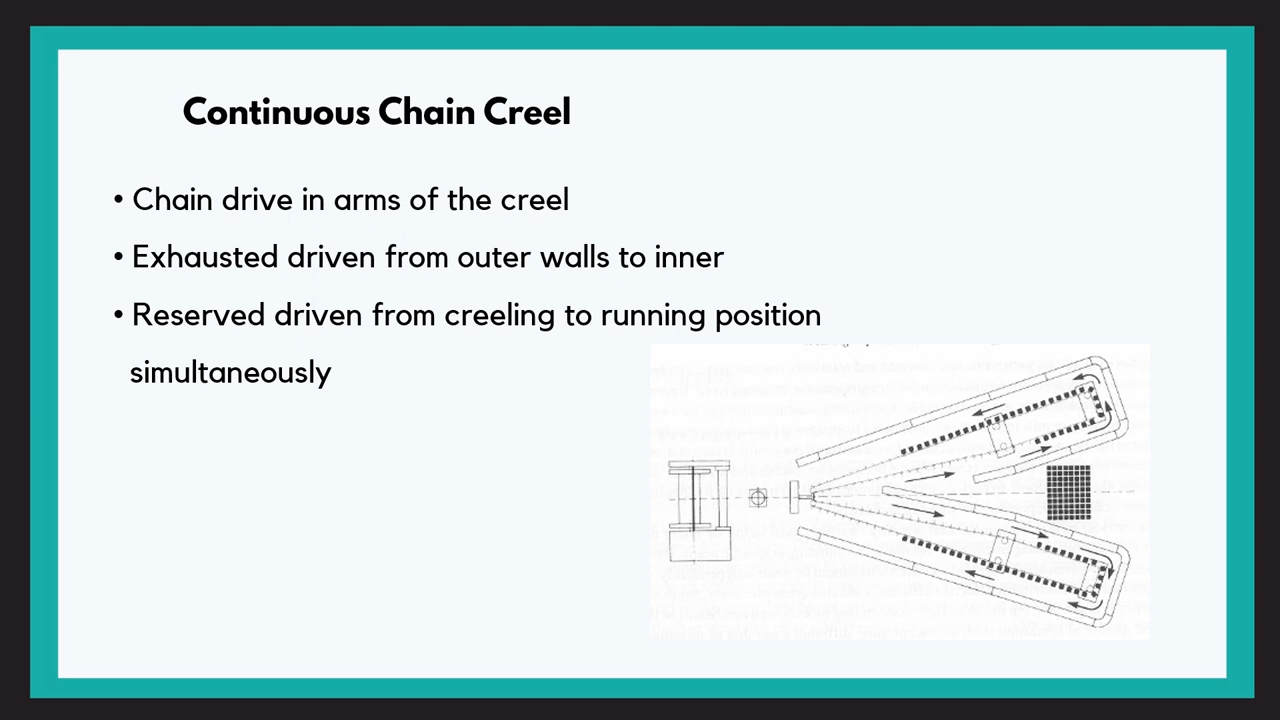 Continuous Chain Creel
• Chain drive in arms of the creel
• Exhausted driven from outer walls to inner
• Reserved driven from creeling to running position
simultaneously